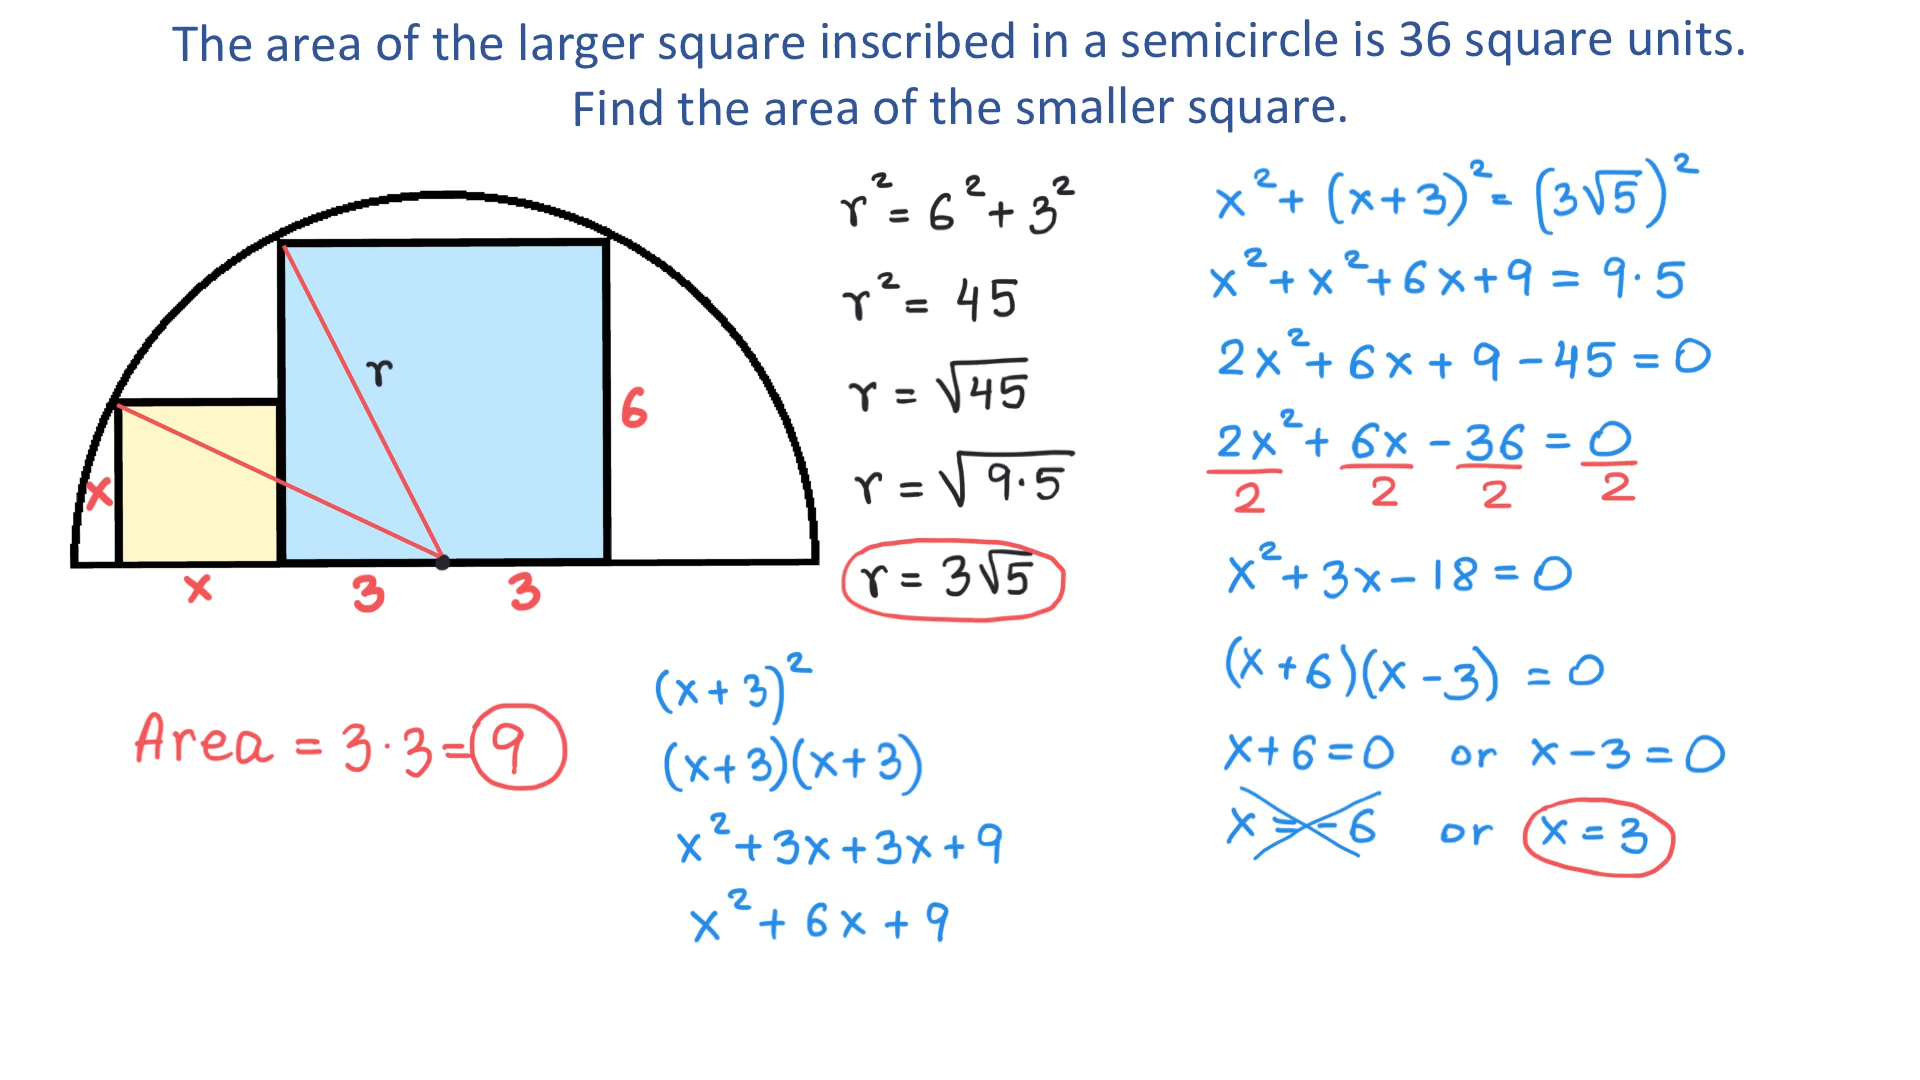 The area of the larger square inscribed in a semicircle is 36 square units.
Find the area of the smaller square.
r
6
x
x
3
3
r² = 6² + 3²
r² = 45
r = √45
r = √9·5
r = 3√5
x² + (x+3)² = (3√5)²
x² + x² + 6x + 9 = 9·5
2x² + 6x + 9 - 45 = 0
2x²/2 + 6x/2 - 36/2 = 0/2
x² + 3x - 18 = 0
(x+6)(x-3) = 0
x+6=0 or x-3=0
x = -6 or x = 3
Area = 3·3 = 9
(x+3)²
(x+3)(x+3)
x² + 3x + 3x + 9
x² + 6x + 9